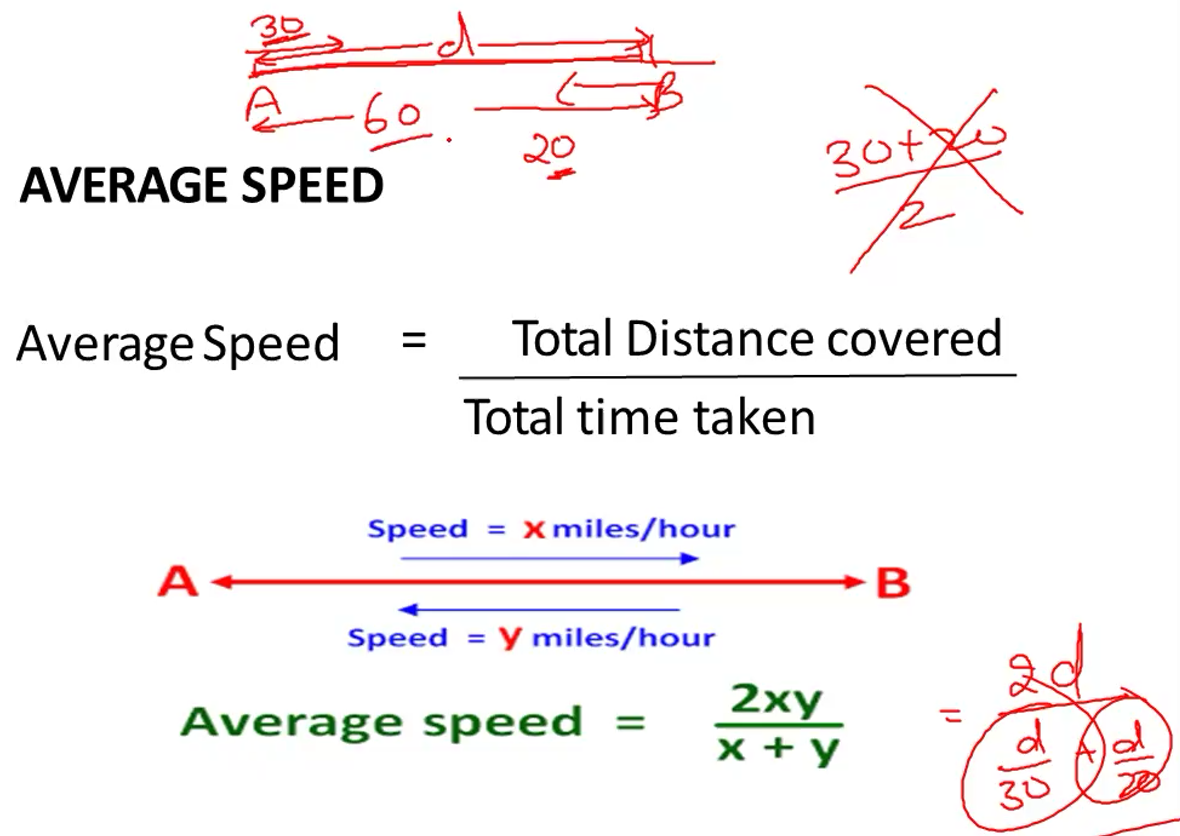 30
d
A
60
B
20
30+20
2
AVERAGE SPEED
Average Speed = Total Distance covered
Total time taken
Speed = x miles/hour
A B
Speed = y miles/hour
Average speed = 2xy
x + y
= 2d
d + d
30 20